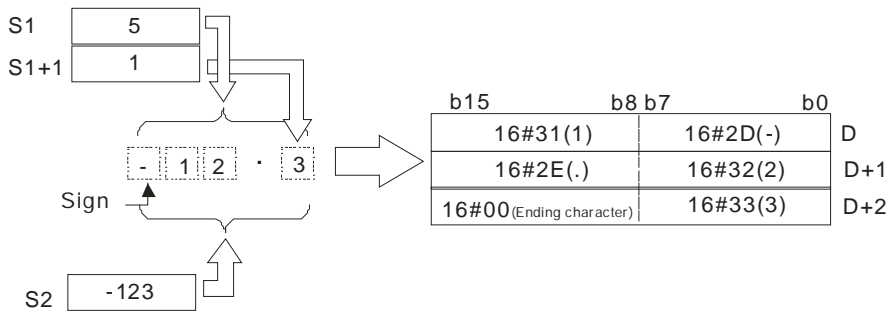 S1 5
S1+1 1
- 1 2 . 3
Sign
S2 -123
b15 b8 b7 b0
16#31(1) 16#2D(-) D
16#2E(.) 16#32(2) D+1
16#00(Ending character) 16#33(3) D+2